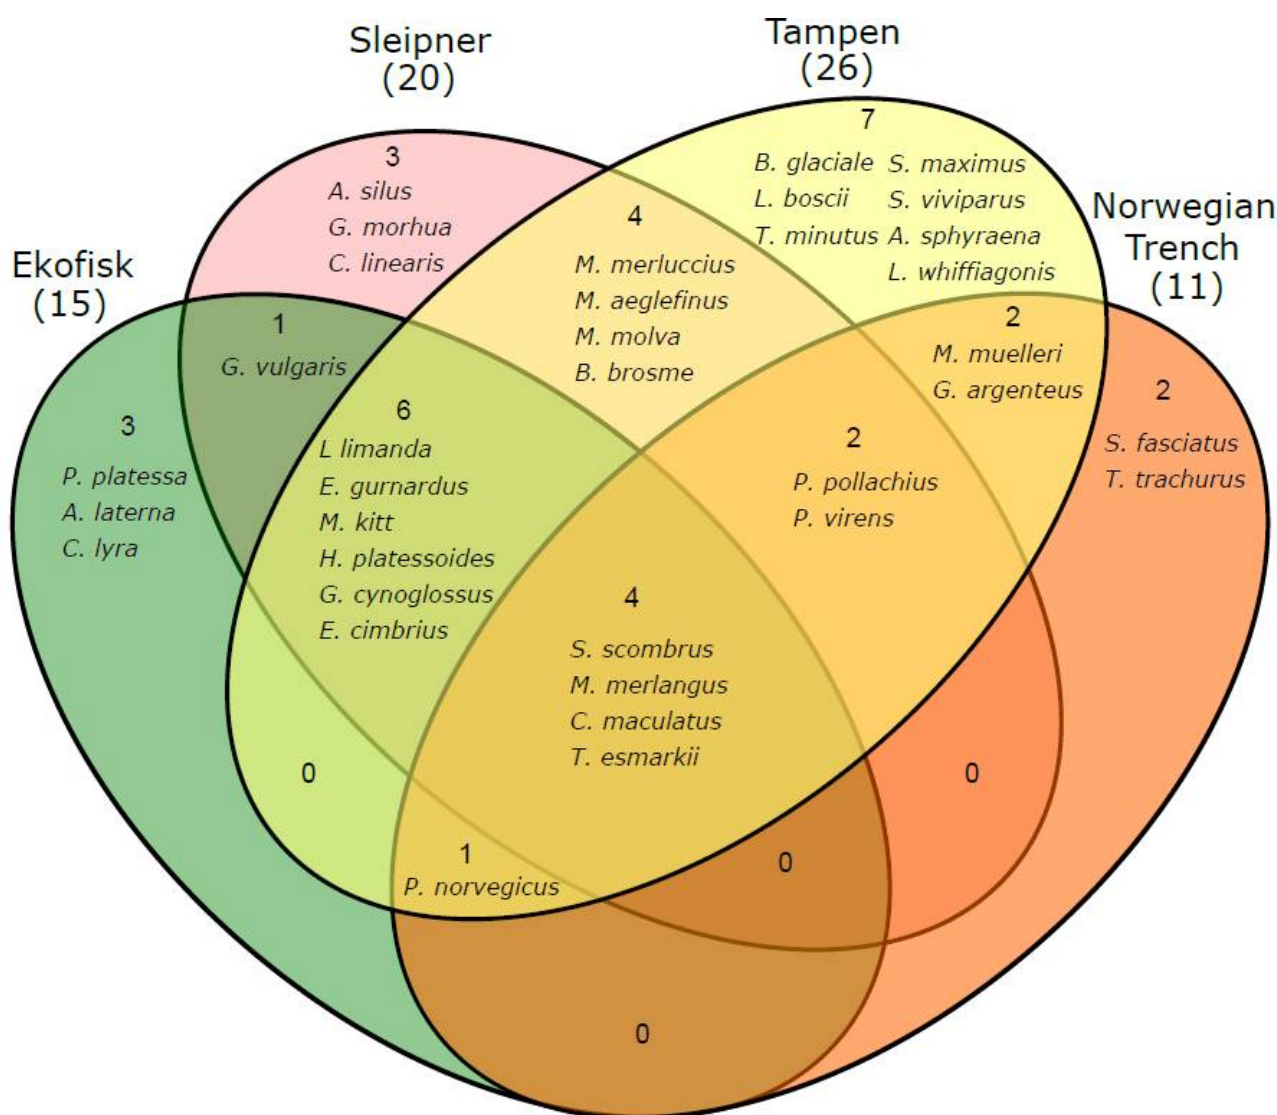 Sleipner
(20)
Tampen
(26)
Norwegian
Trench
(11)
Ekofisk
(15)
3
A. silus
G. morhua
C. linearis
7
B. glaciale S. maximus
L. boscii S. viviparus
T. minutus A. sphyraena
L. whiffiagonis
4
M. merluccius
M. aeglefinus
M. molva
B. brosme
1
G. vulgaris
2
M. muelleri
G. argenteus
3
P. platessa
A. laterna
C. lyra
6
L limanda
E. gurnardus
M. kitt
H. platessoides
G. cynoglossus
E. cimbrius
2
P. pollachius
P. virens
2
S. fasciatus
T. trachurus
4
S. scombrus
M. merlangus
C. maculatus
T. esmarkii
0
0
1
P. norvegicus
0
0